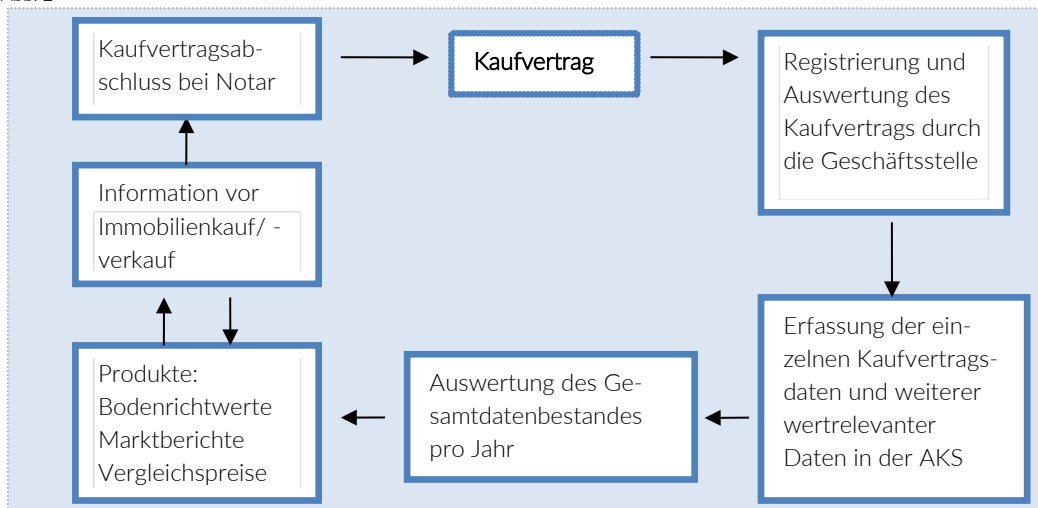 Kaufvertragsab-
schluss bei Notar
Kaufvertrag
Registrierung und
Auswertung des
Kaufvertrags durch
die Geschäftsstelle
Information vor
Immobilienkauf/ -
verkauf
Erfassung der ein-
zelnen Kaufvertrags-
daten und weiterer
wertrelevanter
Daten in der AKS
Auswertung des Ge-
samtdatenbestandes
pro Jahr
Produkte:
Bodenrichtwerte
Marktberichte
Vergleichspreise